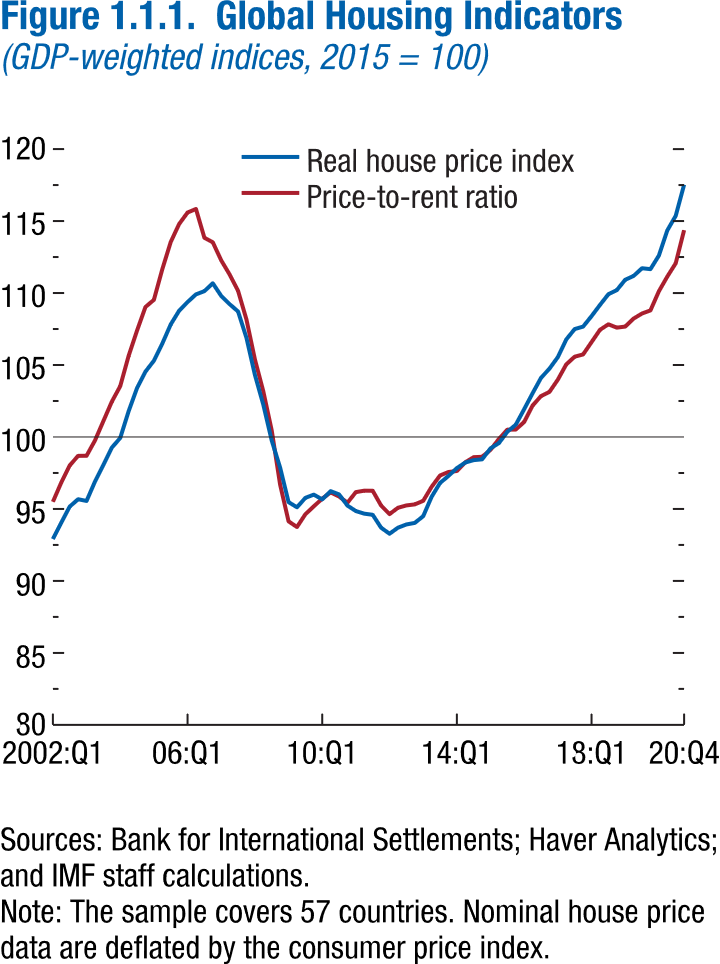 Figure 1.1.1. Global Housing Indicators
(GDP-weighted indices, 2015 = 100)
120
Real house price index
Price-to-rent ratio
115
110
105
100
95
90
85
80
2002:Q1 06:Q1 10:Q1 14:Q1 18:Q1 20:Q4
Sources: Bank for International Settlements; Haver Analytics;
and IMF staff calculations.
Note: The sample covers 57 countries. Nominal house price
data are deflated by the consumer price index.